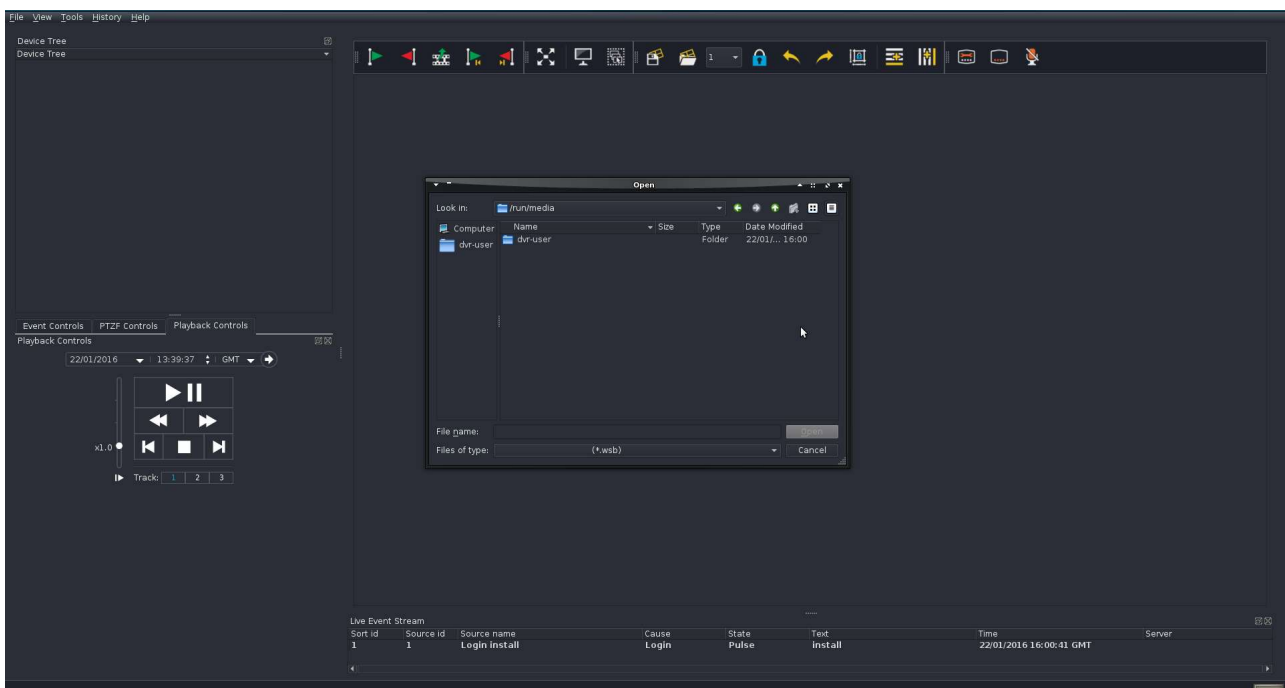 File View Tools History Help
Device Tree
Device Tree
1
Open
Look in: /run/media
Computer
dvr-user
Name Size Type Date Modified
dvr-user Folder 22/01/... 16:00
File name: Open
Files of type: (*.wsb) Cancel
Event Controls PTZF Controls Playback Controls
Playback Controls
22/01/2016 13:39:37 GMT
x1.0
Track: 1 2 3
Live Event Stream
Sort id Source id Source name Cause State Text Time Server
1 1 Login install Login Pulse install 22/01/2016 16:00:41 GMT